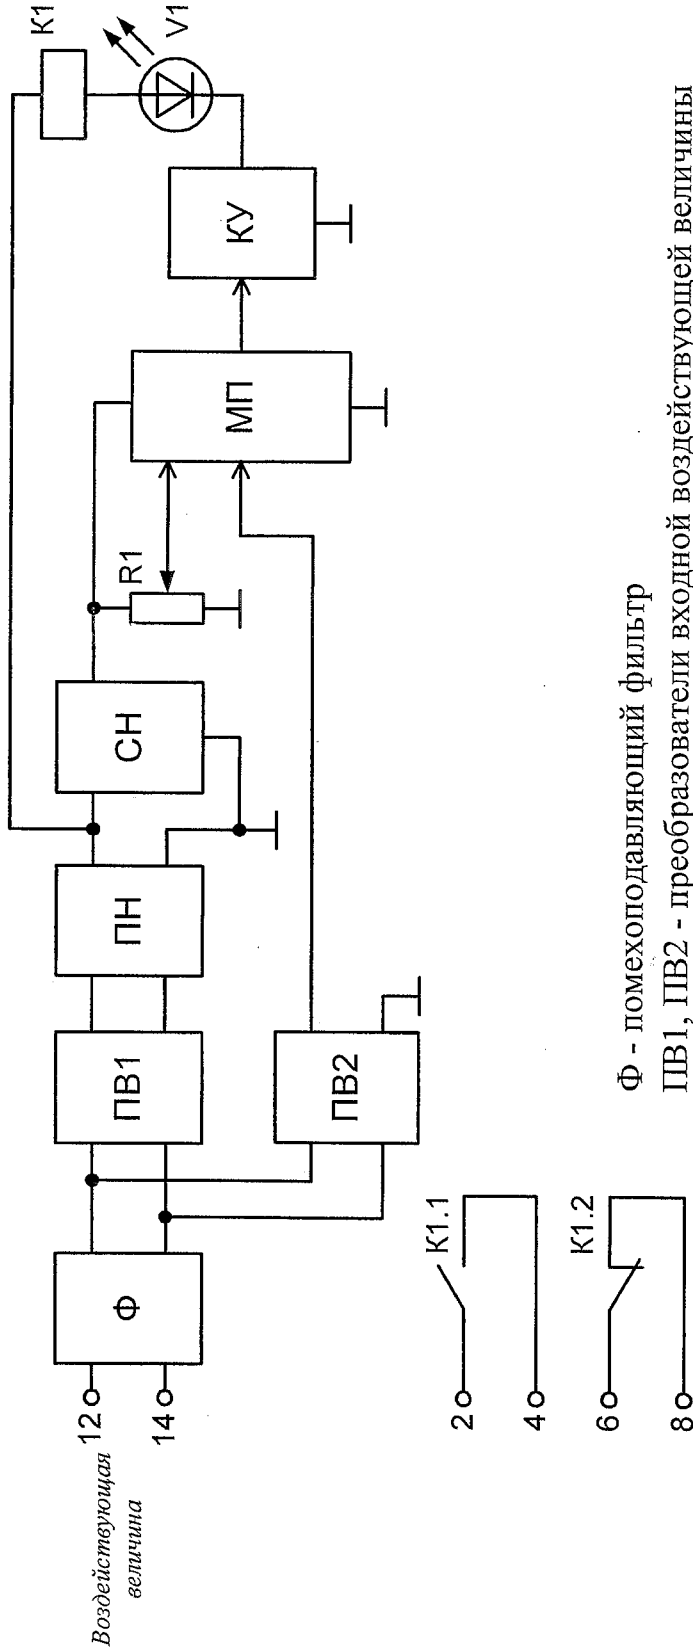 Воздействующая
величина
12
14
Ф
ПВ1
ПН
СН
R1
МП
КУ
К1
V1
ПВ2
2
4
К1.1
6
8
К1.2
Ф - помехоподавляющий фильтр
ПВ1, ПВ2 - преобразователи входной воздействующей величины